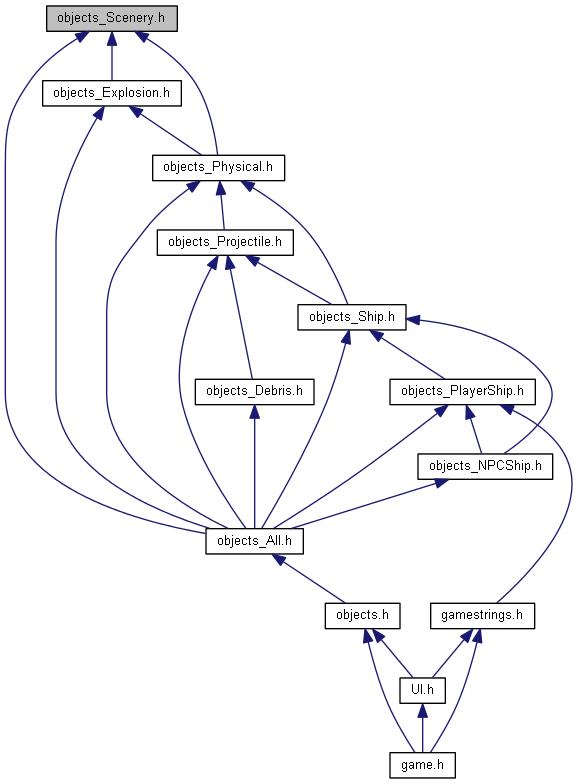 objects_Scenery.h
objects_Explosion.h
objects_Physical.h
objects_Projectile.h
objects_Ship.h
objects_Debris.h
objects_PlayerShip.h
objects_NPCShip.h
objects_All.h
objects.h
gamestrings.h
UI.h
game.h